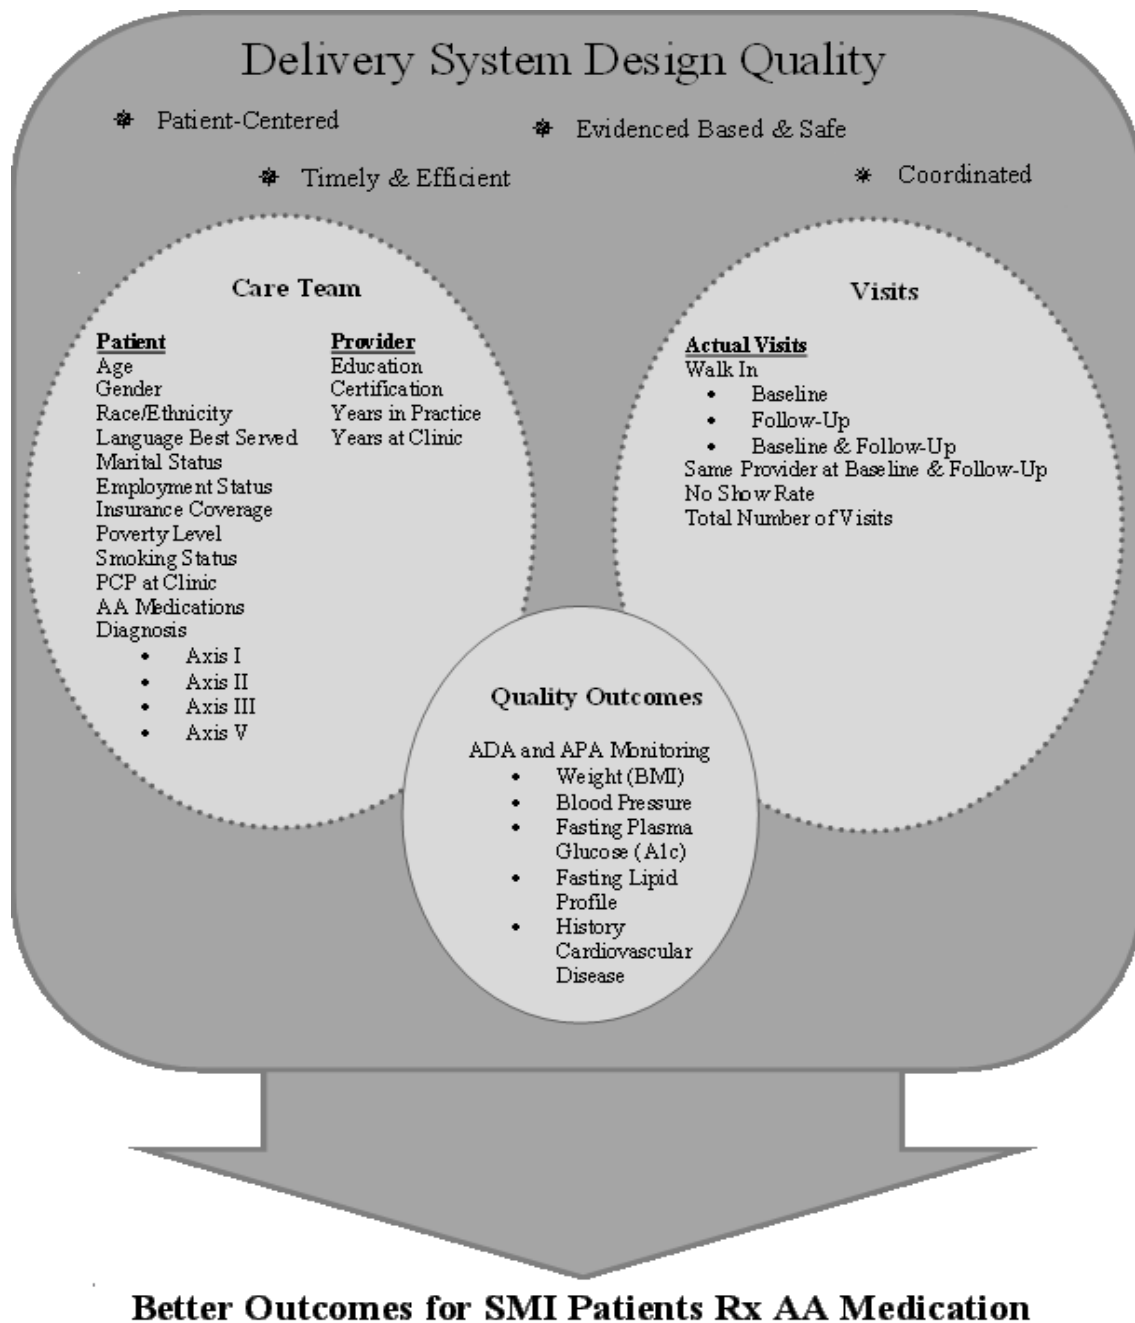 Delivery System Design Quality
Patient-Centered
Evidenced Based & Safe
Timely & Efficient
Coordinated
Care Team
Patient
Age
Gender
Race/Ethnicity
Language Best Served
Marital Status
Employment Status
Insurance Coverage
Poverty Level
Smoking Status
PCP at Clinic
AA Medications
Diagnosis
• Axis I
• Axis II
• Axis III
• Axis V
Provider
Education
Certification
Years in Practice
Years at Clinic
Visits
Actual Visits
Walk In
• Baseline
• Follow-Up
• Baseline & Follow-Up
Same Provider at Baseline & Follow-Up
No Show Rate
Total Number of Visits
Quality Outcomes
ADA and APA Monitoring
• Weight (BMI)
• Blood Pressure
• Fasting Plasma
Glucose (A1c)
• Fasting Lipid
Profile
• History
Cardiovascular
Disease
Better Outcomes for SMI Patients Rx AA Medication